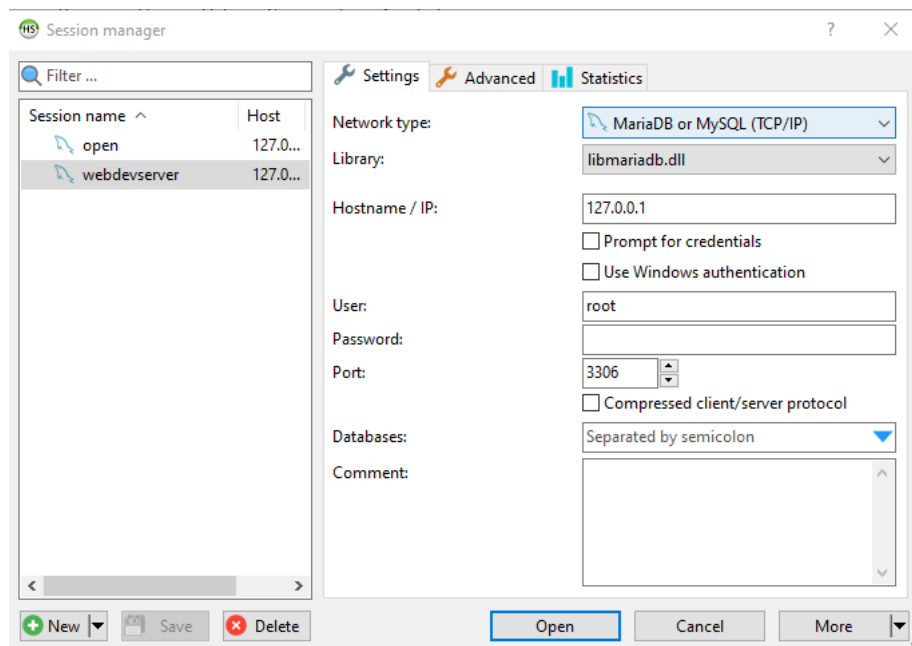 HS Session manager ? ×
Filter ...
Session name Host
open 127.0...
webdevserver 127.0...
Settings Advanced Statistics
Network type: MariaDB or MySQL (TCP/IP)
Library: libmariadb.dll
Hostname / IP: 127.0.0.1
Prompt for credentials
Use Windows authentication
User: root
Password:
Port: 3306
Compressed client/server protocol
Databases: Separated by semicolon
Comment:
New Save Delete Open Cancel More